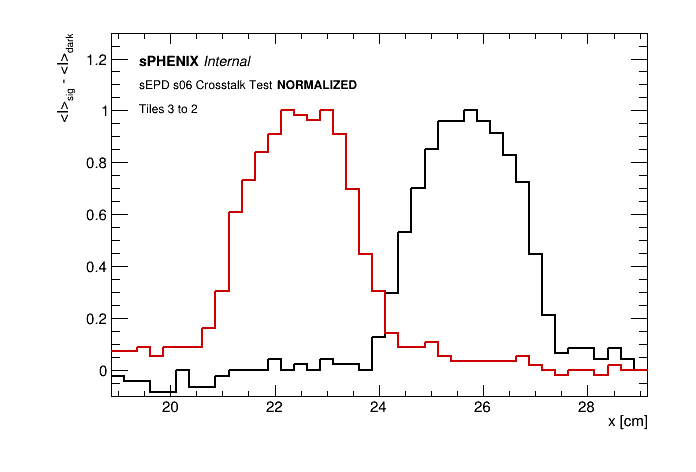 <I>sig - <I>dark
sPHENIX Internal
sEPD s06 Crosstalk Test NORMALIZED
Tiles 3 to 2
1.2
1
0.8
0.6
0.4
0.2
0
20 22 24 26 28
x [cm]